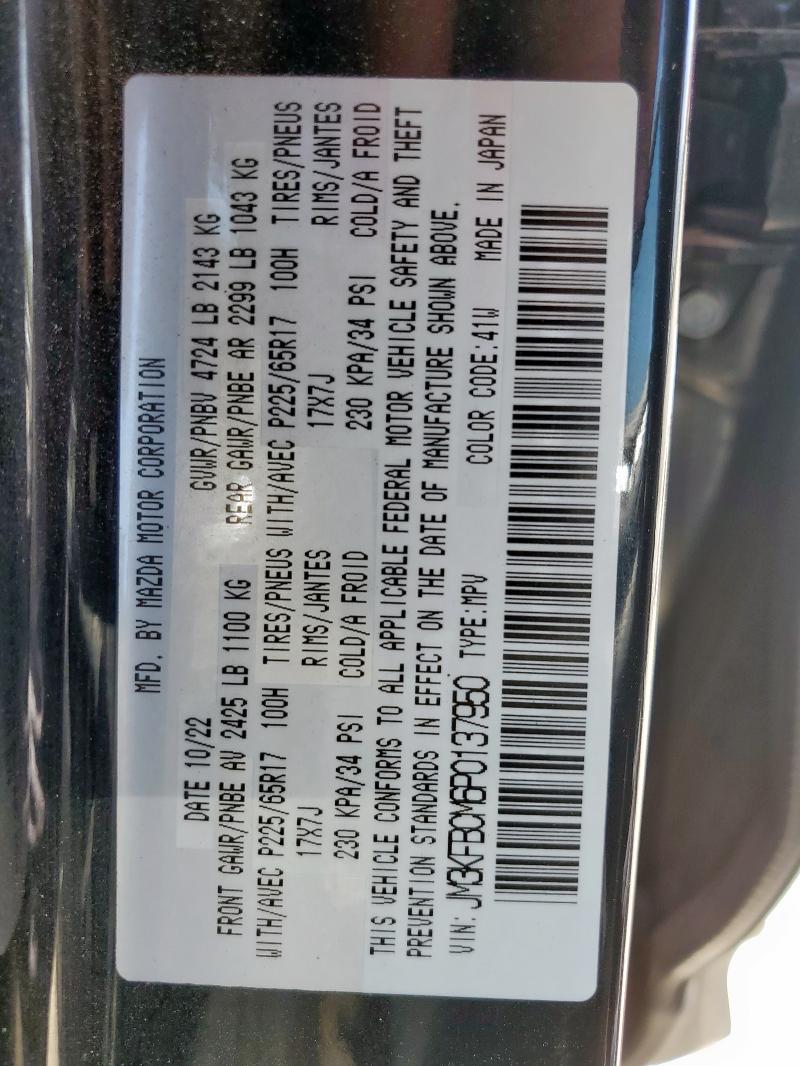 MFD. BY MAZDA MOTOR CORPORATION
DATE 10/22 GVWR/PNBV 4724 LB 2143 KG
FRONT GAWR/PNBE AV 2425 LB 1100 KG REAR GAWR/PNBE AR 2299 LB 1043 KG
WITH/AVEC P225/65R17 100H TIRES/PNEUS WITH/AVEC P225/65R17 100H TIRES/PNEUS
17X7J RIMS/JANTES 17X7J RIMS/JANTES
230 KPA/34 PSI COLD/A FROID 230 KPA/34 PSI COLD/A FROID
THIS VEHICLE CONFORMS TO ALL APPLICABLE FEDERAL MOTOR VEHICLE SAFETY AND THEFT
PREVENTION STANDARDS IN EFFECT ON THE DATE OF MANUFACTURE SHOWN ABOVE.
VIN: JM3KFBCM6P0137950 TYPE:MPV COLOR CODE:41W MADE IN JAPAN